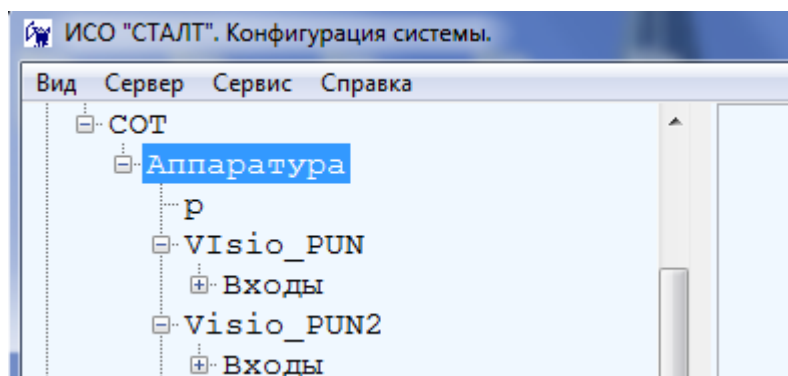 ИСО "СТАЛТ". Конфигурация системы.
Вид Сервер Сервис Справка
СОТ
Аппаратура
р
VIsio_PUN
Входы
Visio_PUN2
Входы